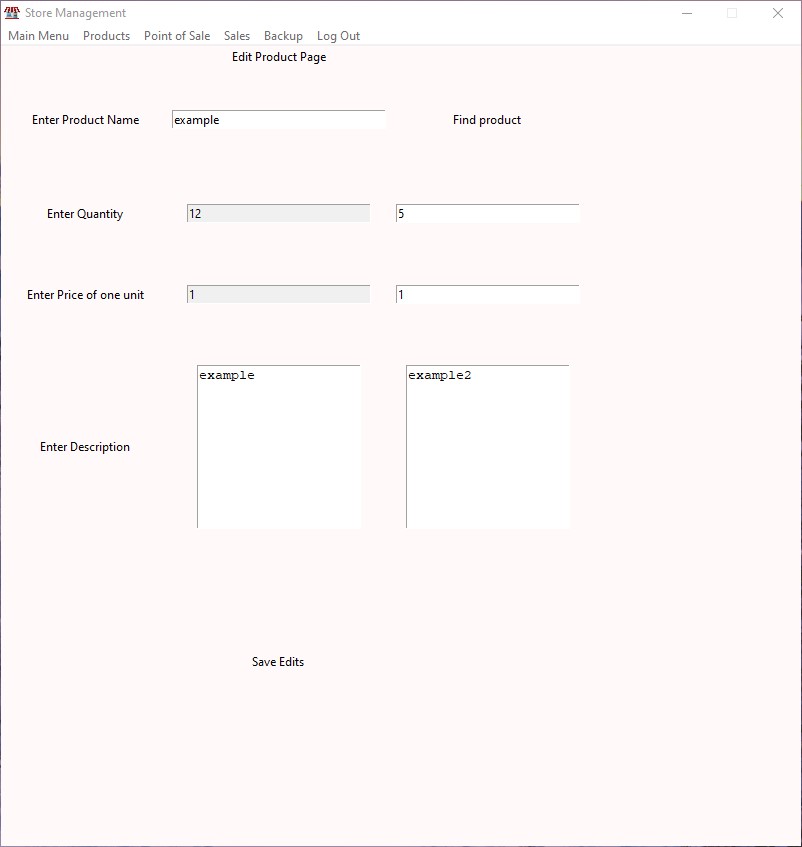 Store Management
Main Menu Products Point of Sale Sales Backup Log Out
Edit Product Page
Enter Product Name example Find product
Enter Quantity 12 5
Enter Price of one unit 1 1
example example2
Enter Description
Save Edits